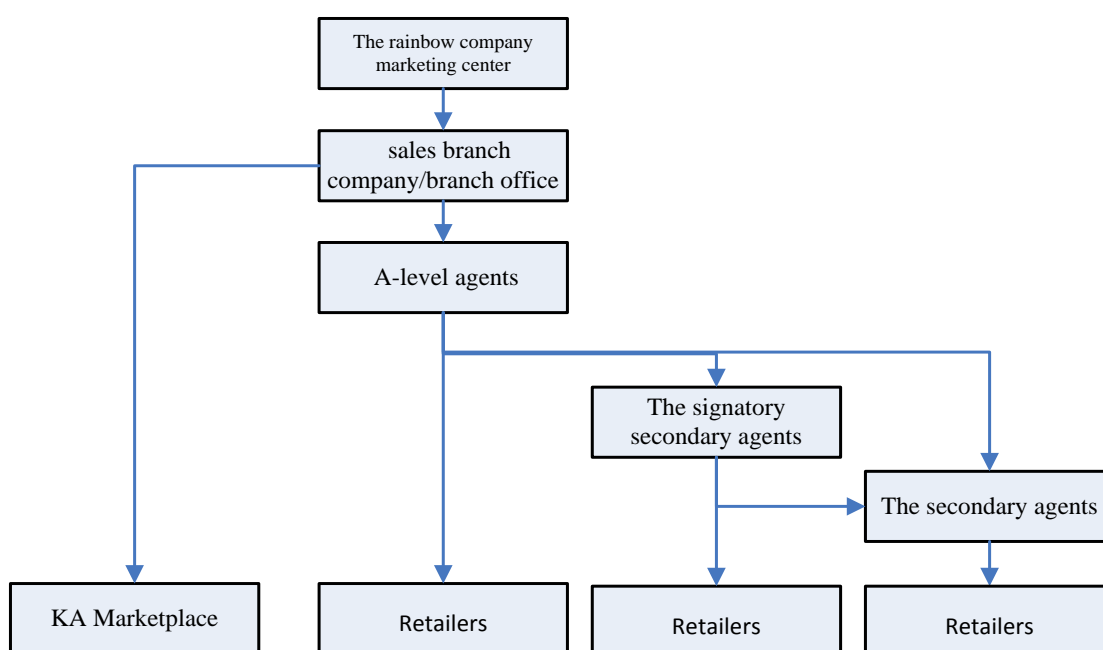 The rainbow company
marketing center
sales branch
company/branch office
A-level agents
The signatory
secondary agents
The secondary agents
KA Marketplace
Retailers
Retailers
Retailers